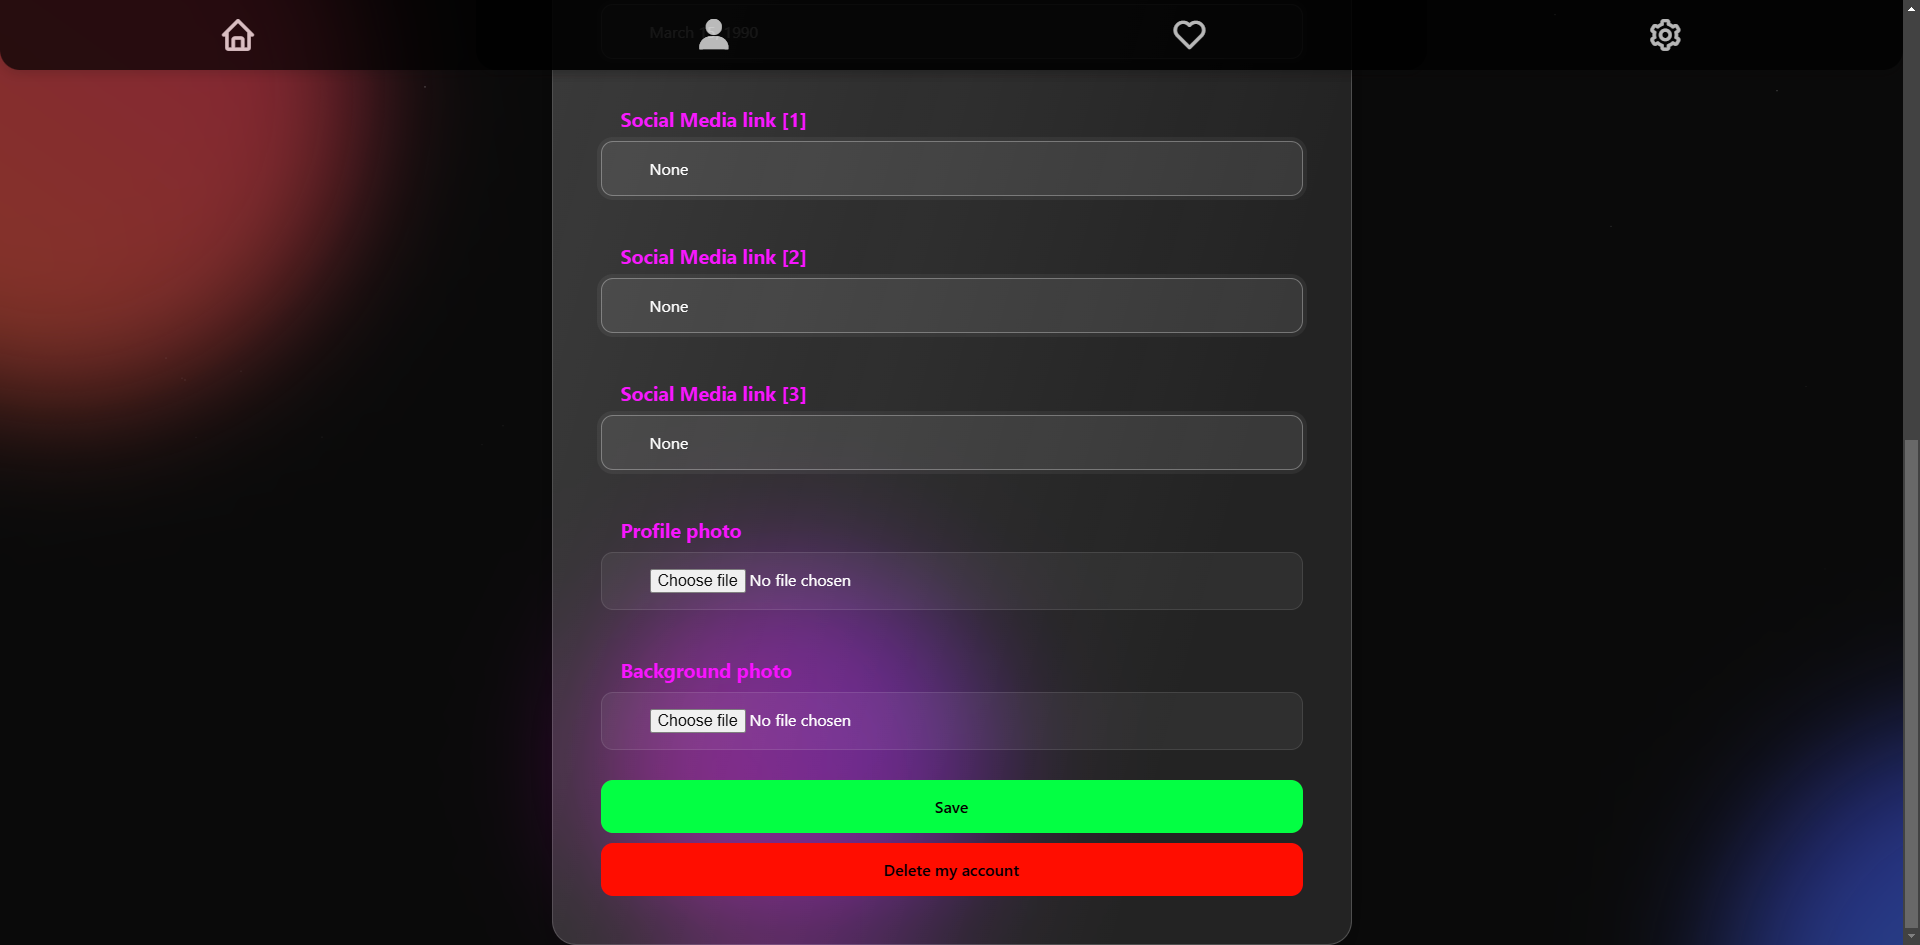 March 1990
Social Media link [1]
None
Social Media link [2]
None
Social Media link [3]
None
Profile photo
Choose file No file chosen
Background photo
Choose file No file chosen
Save
Delete my account